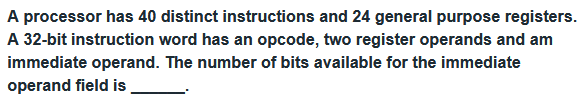 A processor has 40 distinct instructions and 24 general purpose registers.
A 32-bit instruction word has an opcode, two register operands and am
immediate operand. The number of bits available for the immediate
operand field is ______.